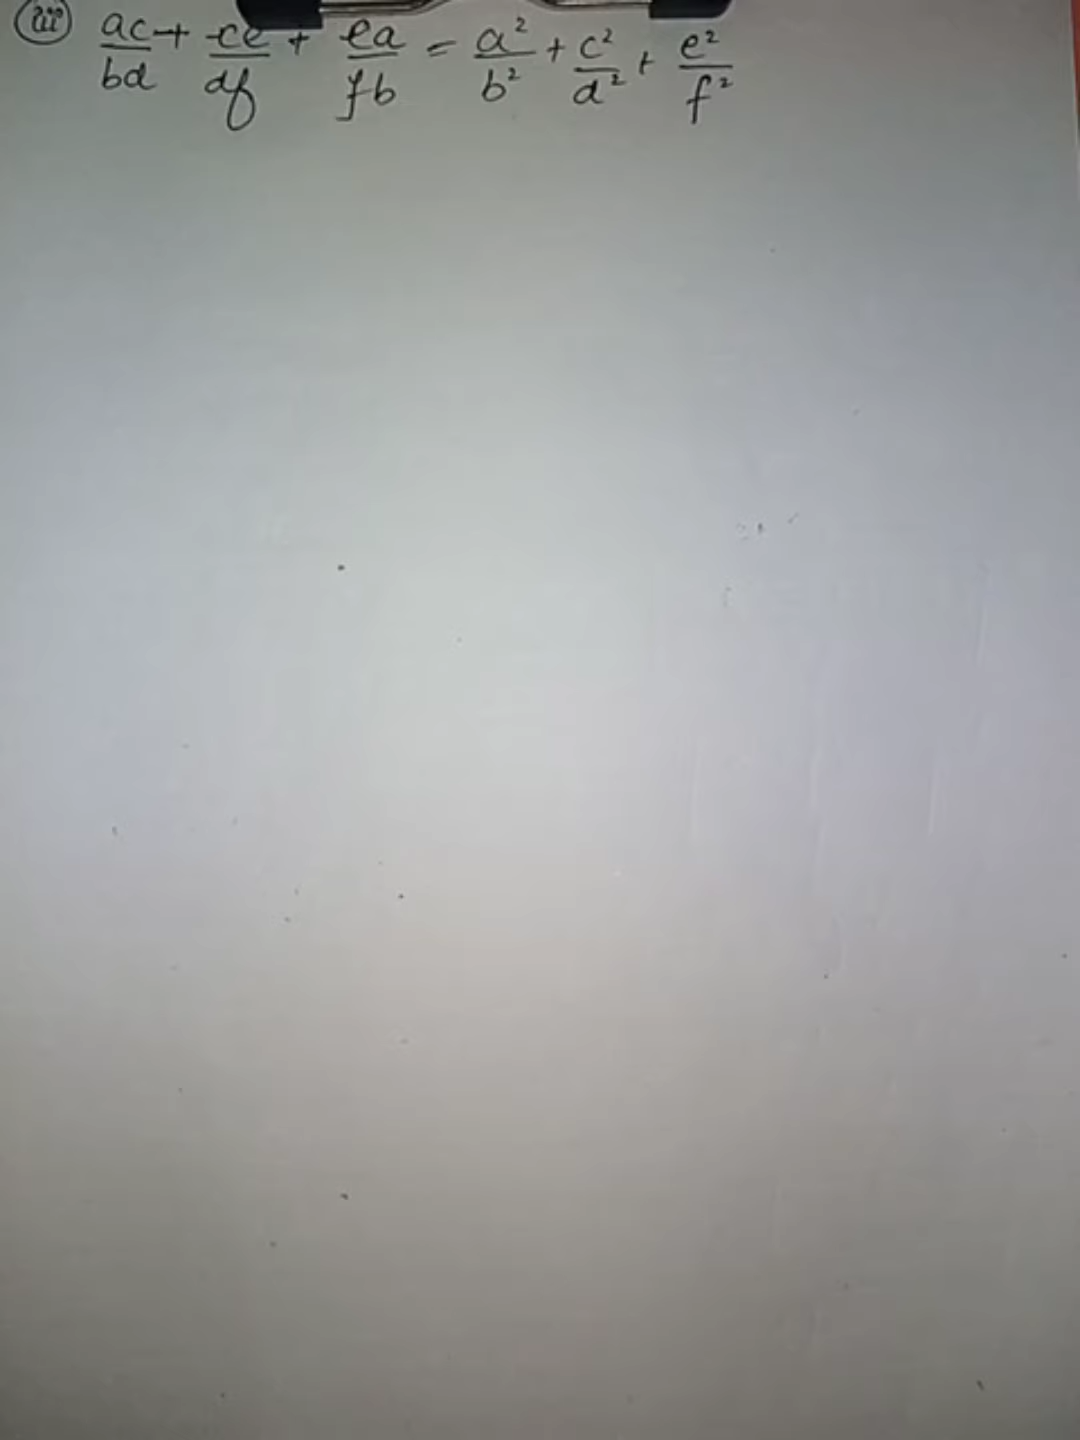 (iii) ac/bd + ce/df + ea/fb = a²/b² + c²/d² + e²/f²